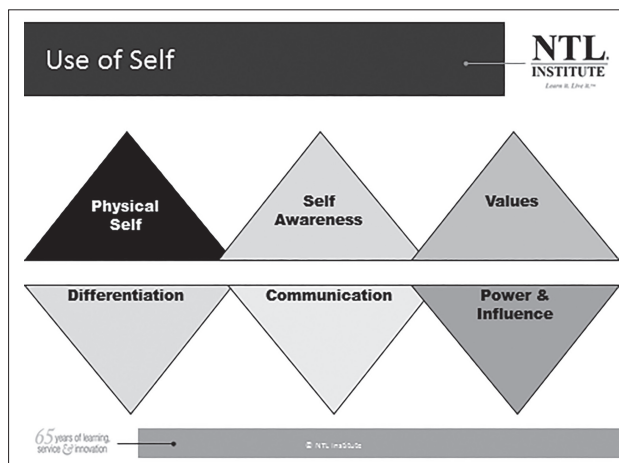 Use of Self
NTL
INSTITUTE
Learn it. Live it.™
Physical
Self
Self
Awareness
Values
Differentiation
Communication
Power &
Influence
65 years of learning,
service & innovation
© NTL Institute